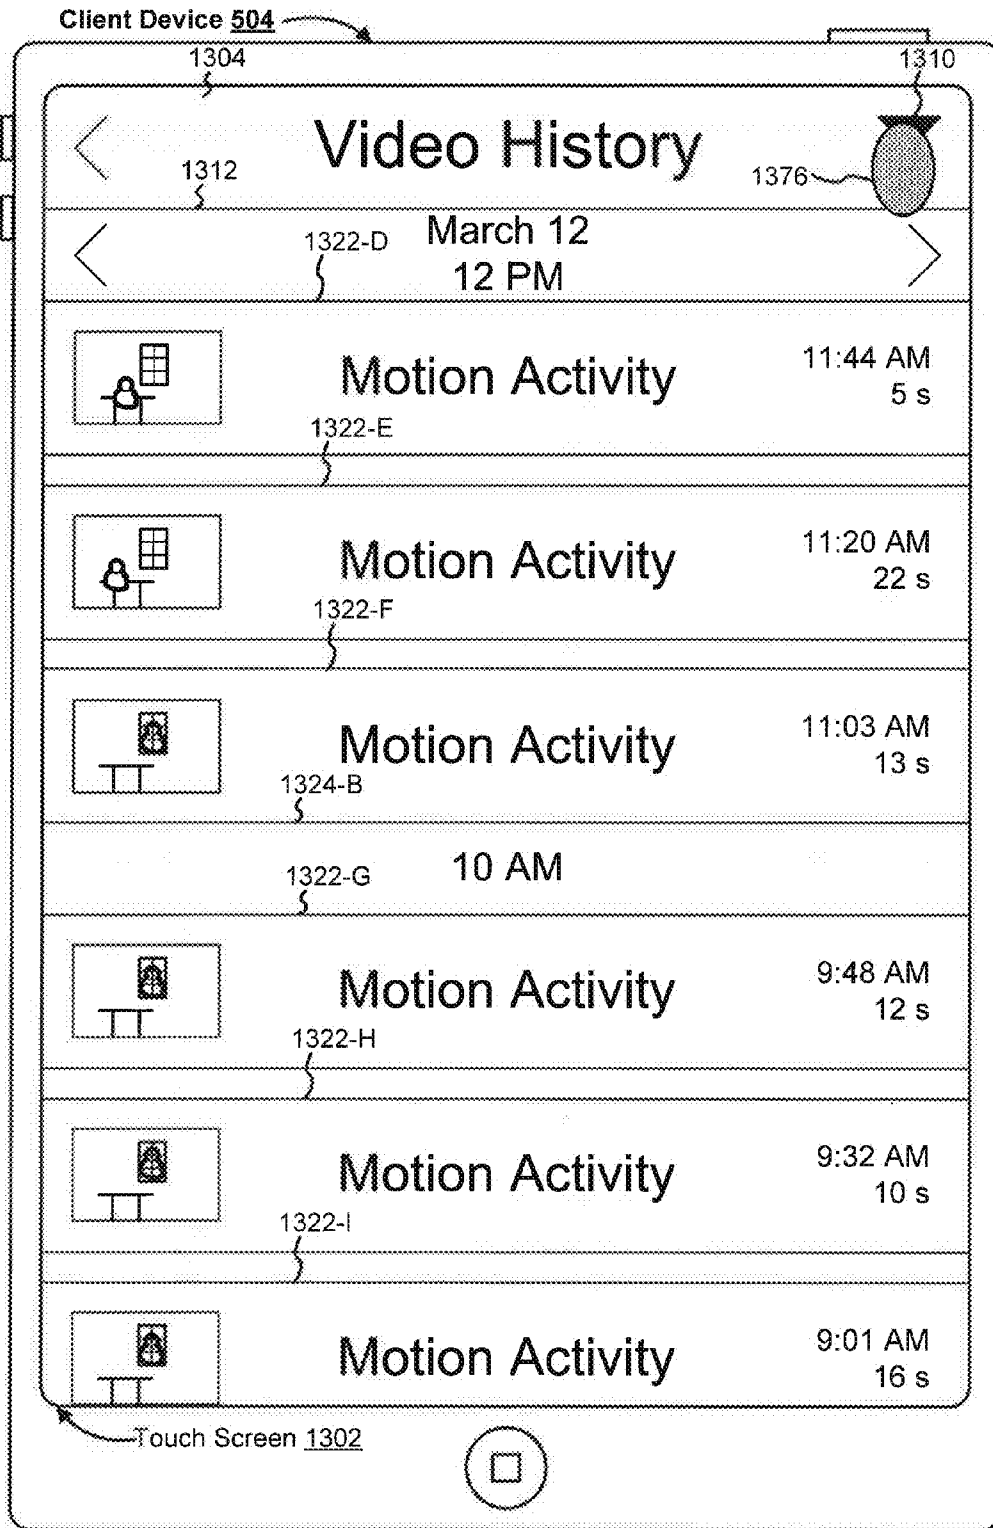 Client Device 504
1304
1310
Video History
1376
1312
March 12
1322-D
12 PM
Motion Activity
11:44 AM
5 s
1322-E
Motion Activity
11:20 AM
22 s
1322-F
Motion Activity
11:03 AM
13 s
1324-B
10 AM
1322-G
Motion Activity
9:48 AM
12 s
1322-H
Motion Activity
9:32 AM
10 s
1322-I
Motion Activity
9:01 AM
16 s
Touch Screen 1302